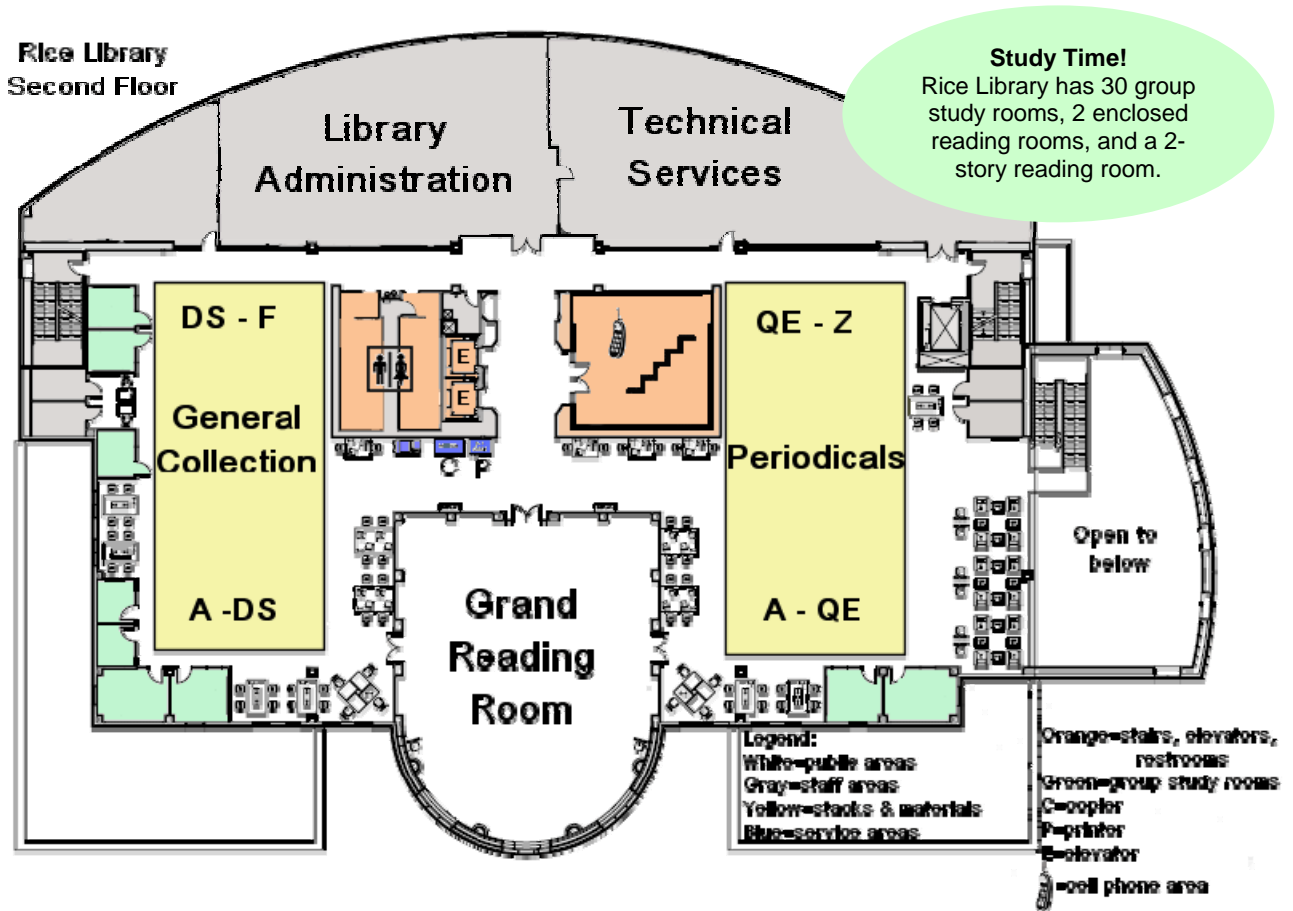 Rice Library
Second Floor
Study Time!
Rice Library has 30 group
study rooms, 2 enclosed
reading rooms, and a 2-
story reading room.
Library
Administration
Technical
Services
DS - F
General
Collection
A -DS
E
E
C P
QE - Z
Periodicals
A - QE
Open to
below
Grand
Reading
Room
Legend:
White=public areas
Gray=staff areas
Yellow=stacks & materials
Blue=service areas
Orange=stairs, elevators,
restrooms
Green=group study rooms
C=copier
P=printer
E=elevator
=cell phone area